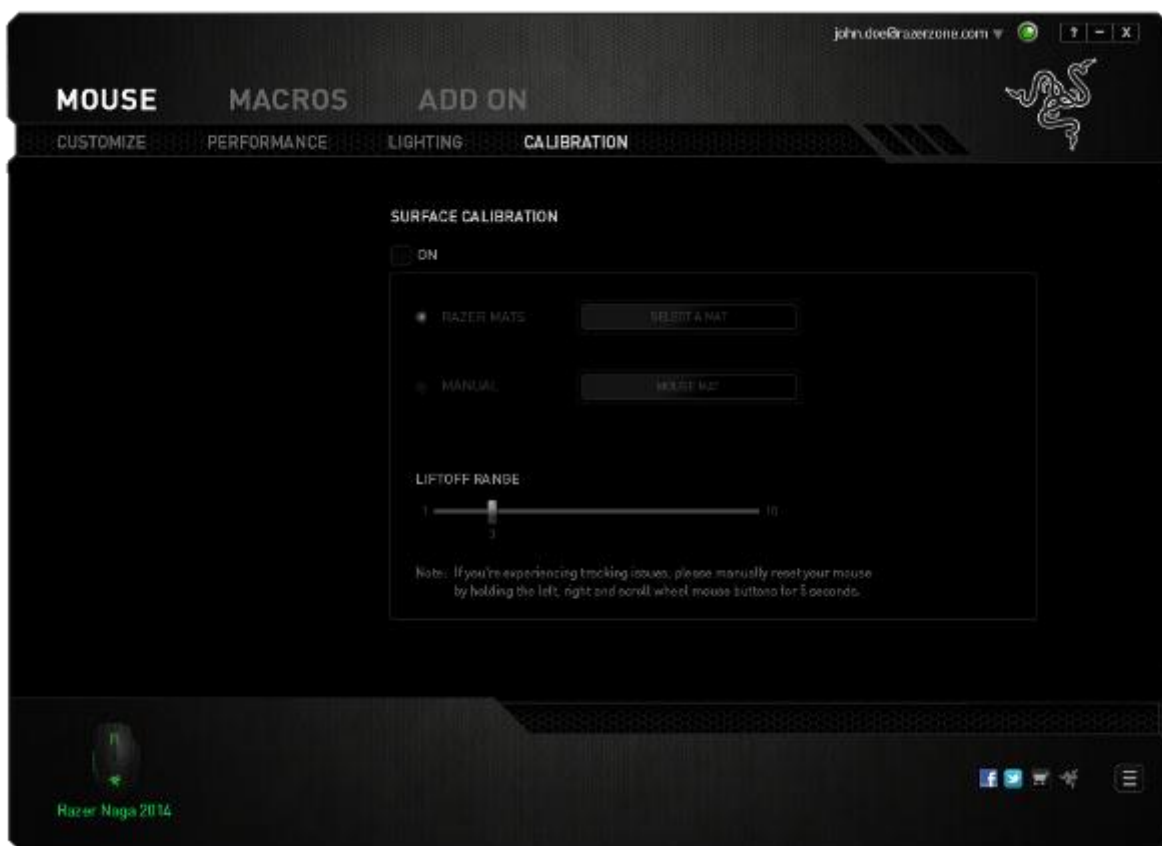 john.doe@razerzone.com
? – X
MOUSE MACROS ADD ON
CUSTOMIZE PERFORMANCE LIGHTING CALIBRATION
SURFACE CALIBRATION
ON
RAZER MATS SELECT A MAT
MANUAL MOUSE MAT
LIFTOFF RANGE
1 10
3
Note: If you're experiencing tracking issues, please manually reset your mouse
by holding the left, right and scroll wheel mouse buttons for 5 seconds.
Razer Naga 2014